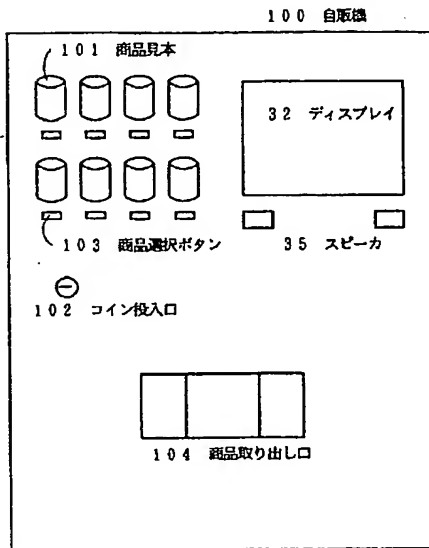 100 自販機
101 商品見本
32 ディスプレイ
103 商品選択ボタン
35 スピーカ
102 コイン投入口
104 商品取り出し口